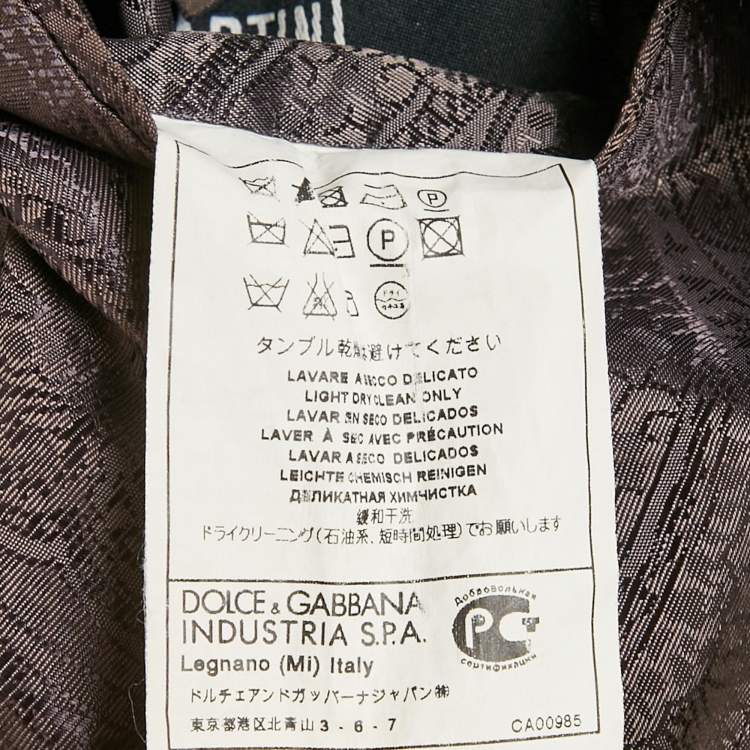 P
P
ドライ
タンブル乾燥は避けてください
LAVARE A SECCO DELICATO
LIGHT DRY CLEAN ONLY
LAVAR EN SECO DELICADOS
LAVER À SEC AVEC PRÉCAUTION
LAVAR A SECO DELICADOS
LEICHTE CHEMISCH REINIGEN
ДЕЛИКАТНАЯ ХИМЧИСТКА
緩和干洗
ドライクリーニング(石油系、短時間処理)でお願いします
DOLCE & GABBANA
INDUSTRIA S.P.A.
Legnano (Mi) Italy
Добровольная
РСТ
сертификация
ドルチェアンドガッバーナジャパン㈱
東京都港区北青山3-6-7
CA00985